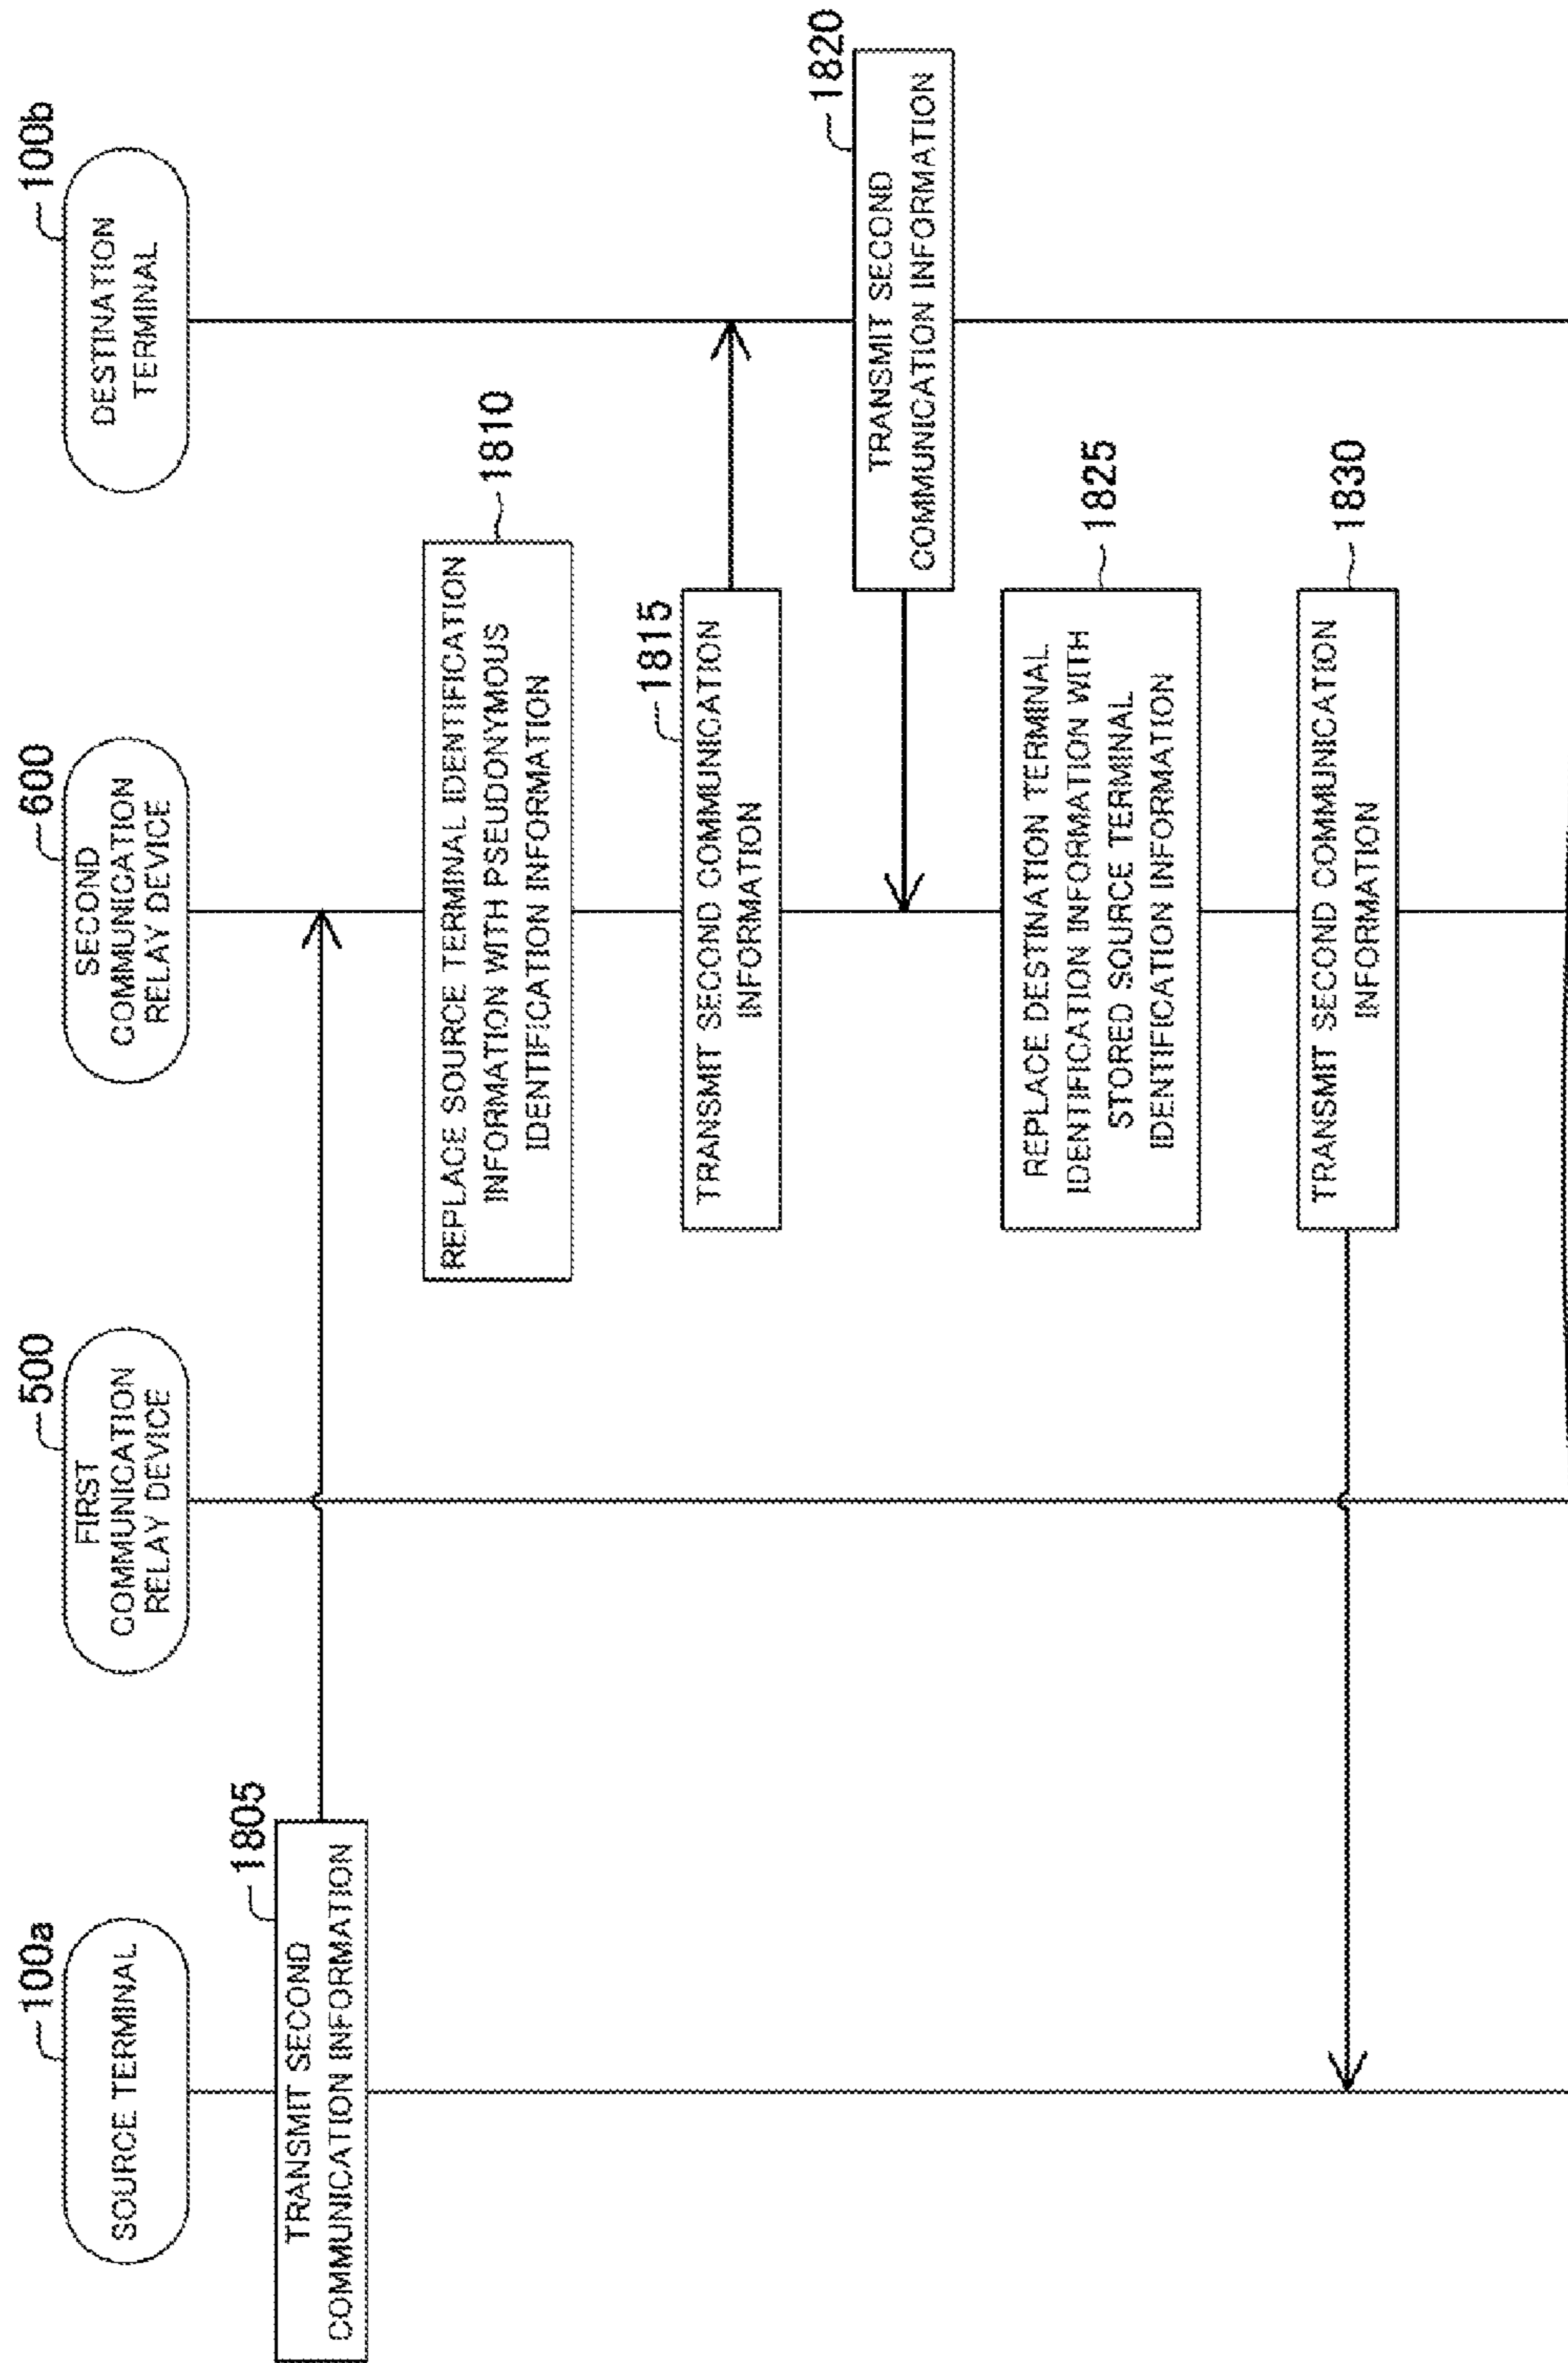 100a
SOURCE TERMINAL
500
FIRST
COMMUNICATION
RELAY DEVICE
600
SECOND
COMMUNICATION
RELAY DEVICE
100b
DESTINATION
TERMINAL
1805
TRANSMIT SECOND
COMMUNICATION INFORMATION
REPLACE SOURCE TERMINAL IDENTIFICATION
INFORMATION WITH PSEUDONYMOUS
IDENTIFICATION INFORMATION
1810
1815
TRANSMIT SECOND COMMUNICATION
INFORMATION
1820
TRANSMIT SECOND
COMMUNICATION INFORMATION
REPLACE DESTINATION TERMINAL
IDENTIFICATION INFORMATION WITH
STORED SOURCE TERMINAL
IDENTIFICATION INFORMATION
1825
TRANSMIT SECOND COMMUNICATION
INFORMATION
1830